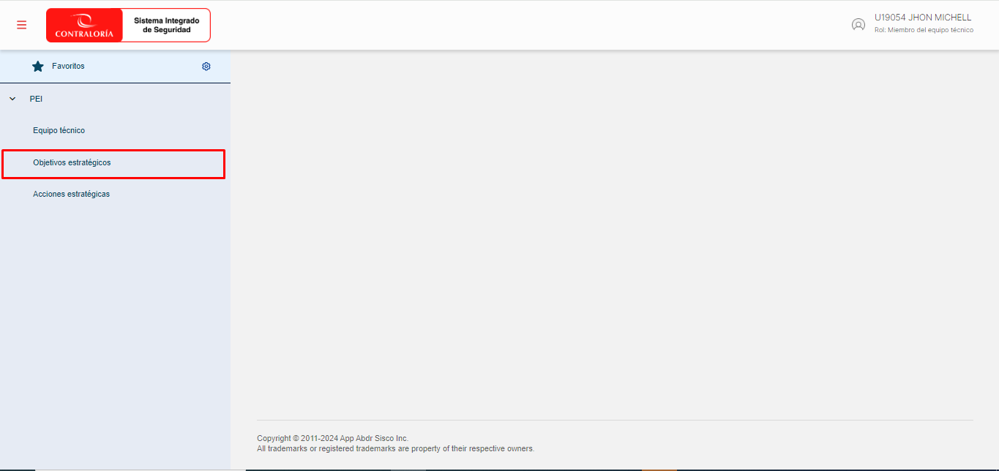 CONTRALORÍA
Sistema Integrado
de Seguridad
U19054 JHON MICHELL
Rol: Miembro del equipo técnico
Favoritos
PEI
Equipo técnico
Objetivos estratégicos
Acciones estratégicas
Copyright © 2011-2024 App Abdr Sisco Inc.
All trademarks or registered trademarks are property of their respective owners.